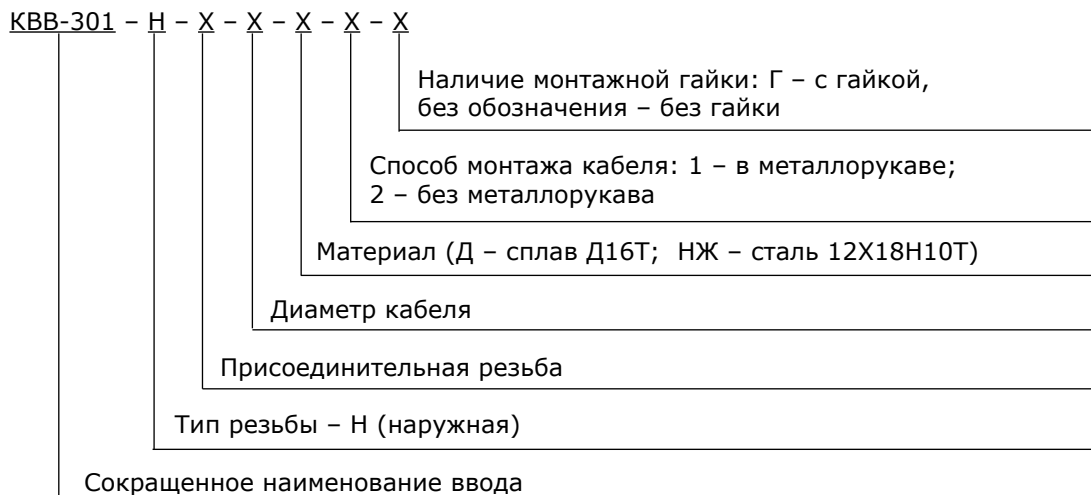 КВВ-301 – Н – Х – Х – Х – Х – Х
Наличие монтажной гайки: Г – с гайкой,
без обозначения – без гайки
Способ монтажа кабеля: 1 – в металлорукаве;
2 – без металлорукава
Материал (Д – сплав Д16Т; НЖ – сталь 12Х18Н10Т)
Диаметр кабеля
Присоединительная резьба
Тип резьбы – Н (наружная)
Сокращенное наименование ввода